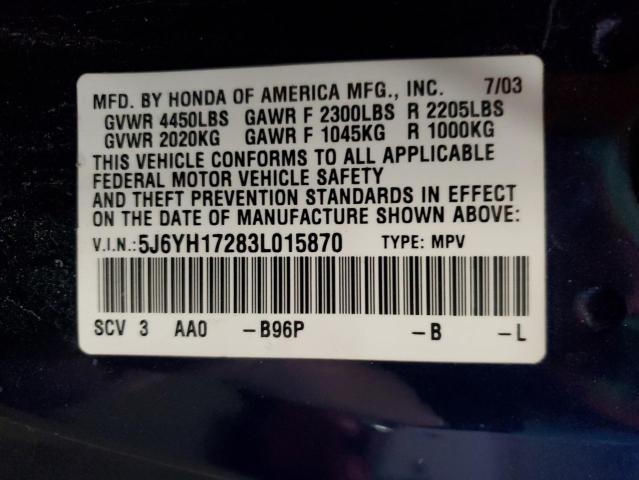 MFD. BY HONDA OF AMERICA MFG., INC. 7/03
GVWR 4450LBS GAWR F 2300LBS R 2205LBS
GVWR 2020KG GAWR F 1045KG R 1000KG
THIS VEHICLE CONFORMS TO ALL APPLICABLE
FEDERAL MOTOR VEHICLE SAFETY
AND THEFT PREVENTION STANDARDS IN EFFECT
ON THE DATE OF MANUFACTURE SHOWN ABOVE:
V.I.N.:5J6YH17283L015870 TYPE: MPV
SCV 3 AA0 -B96P -B -L